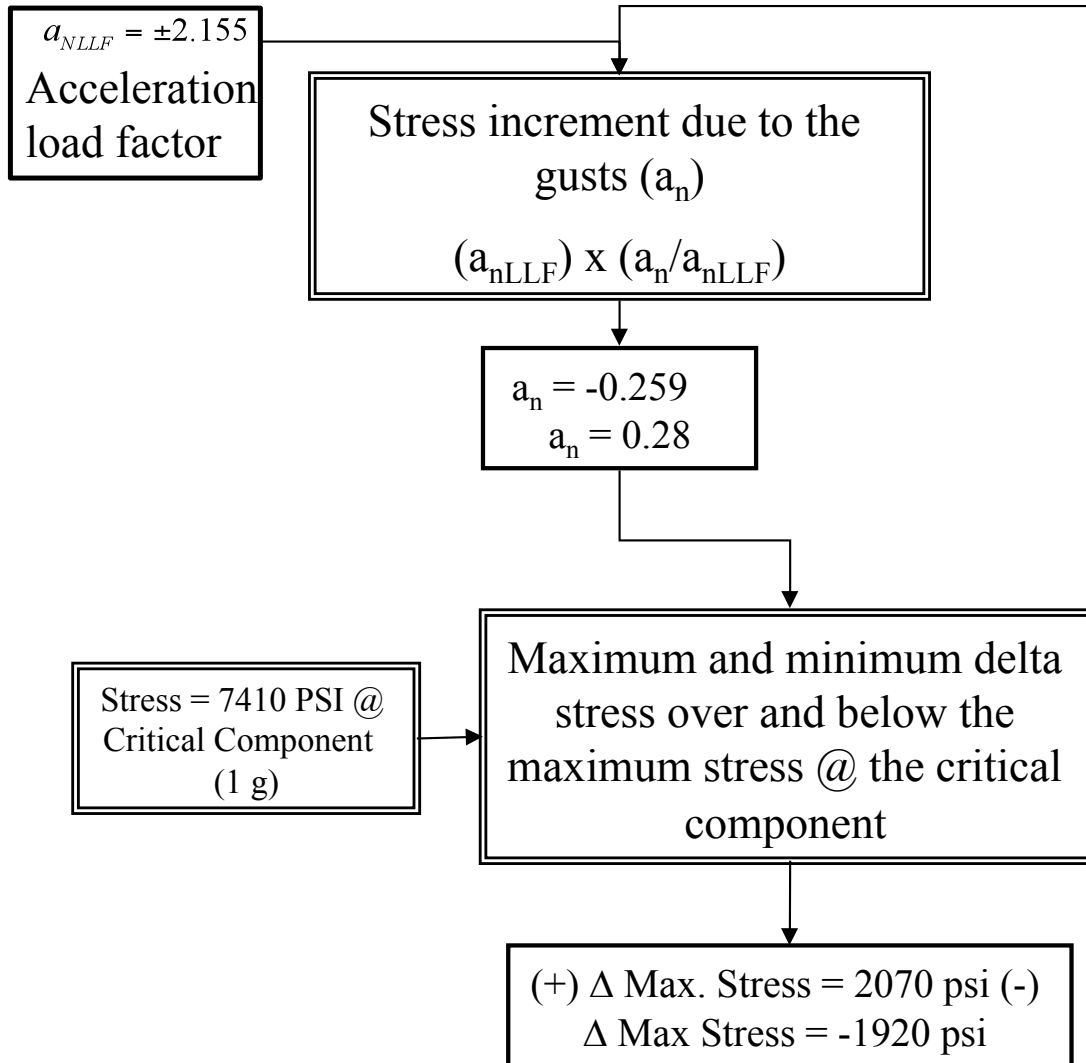 a_NLLF = ±2.155
Acceleration
load factor
Stress increment due to the
gusts (a_n)
(a_nLLF) x (a_n/a_nLLF)
a_n = -0.259
a_n = 0.28
Stress = 7410 PSI @
Critical Component
(1 g)
Maximum and minimum delta
stress over and below the
maximum stress @ the critical
component
(+) Δ Max. Stress = 2070 psi (-)
Δ Max Stress = -1920 psi